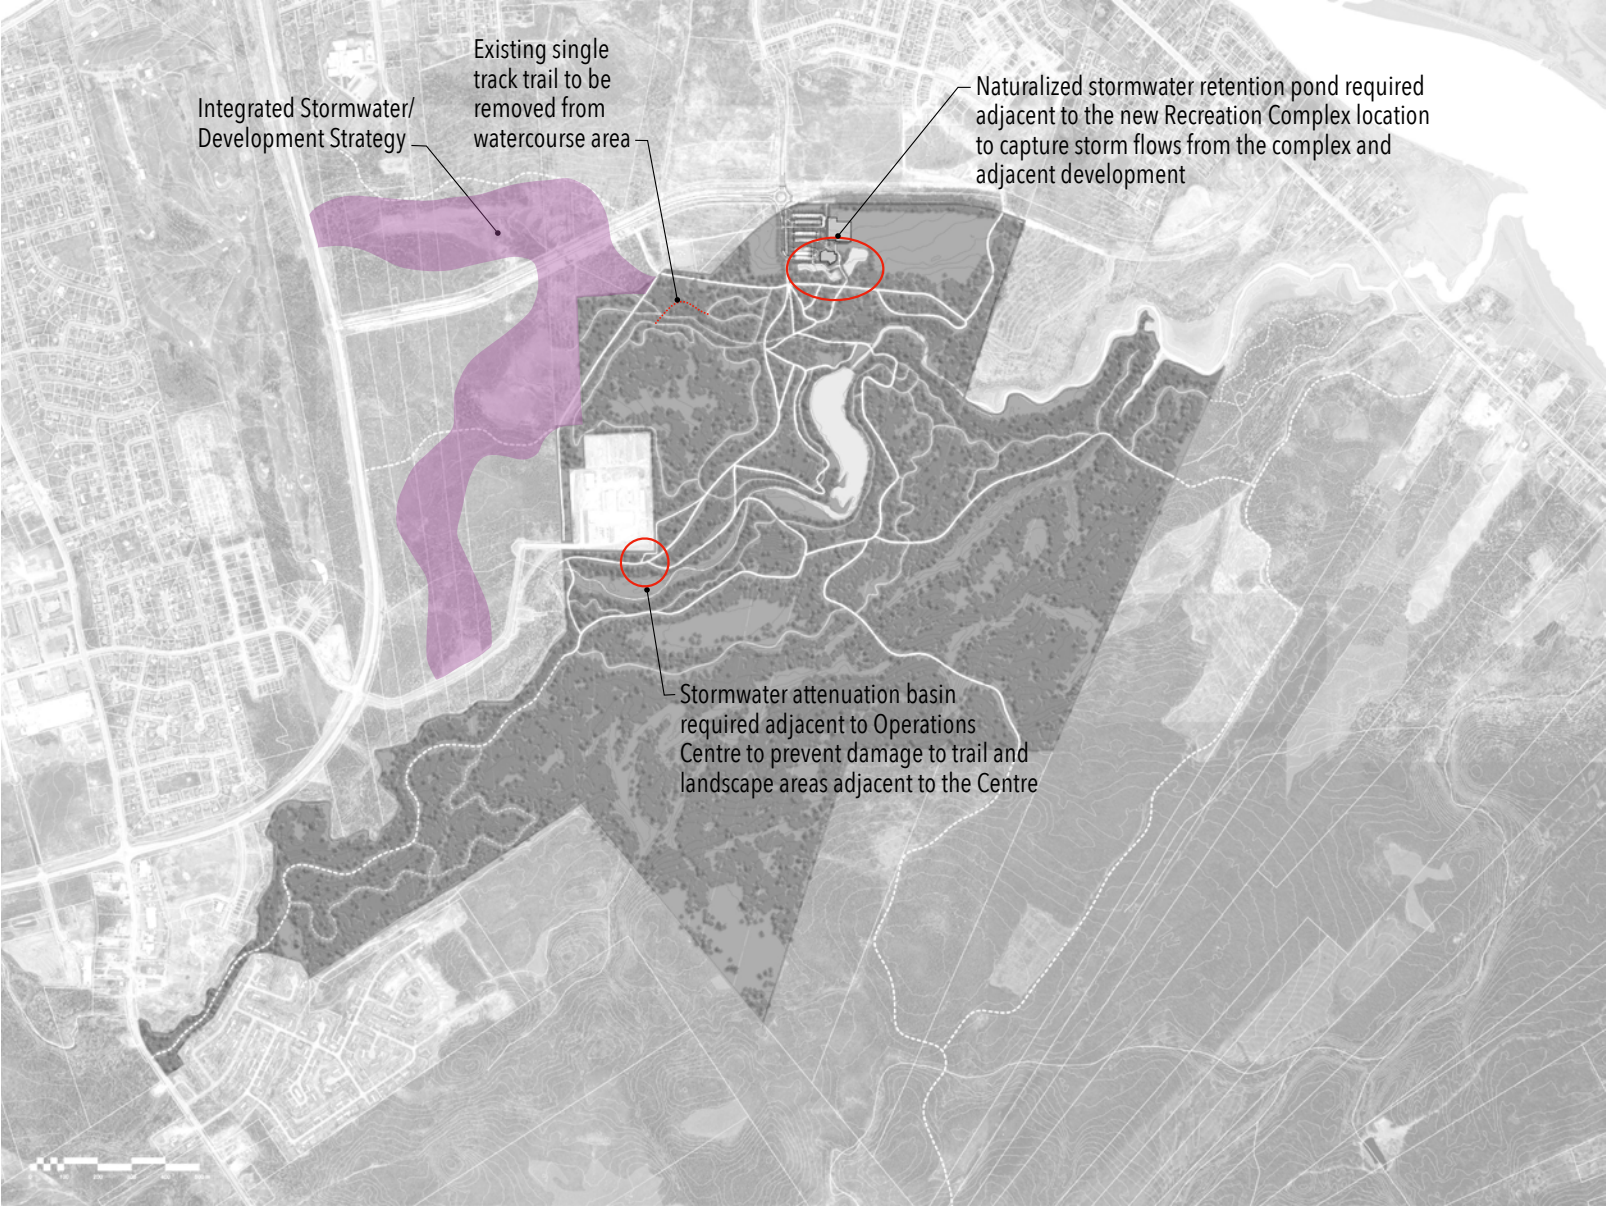 Existing single
track trail to be
removed from
watercourse area
Integrated Stormwater/
Development Strategy
Naturalized stormwater retention pond required
adjacent to the new Recreation Complex location
to capture storm flows from the complex and
adjacent development
Stormwater attenuation basin
required adjacent to Operations
Centre to prevent damage to trail and
landscape areas adjacent to the Centre